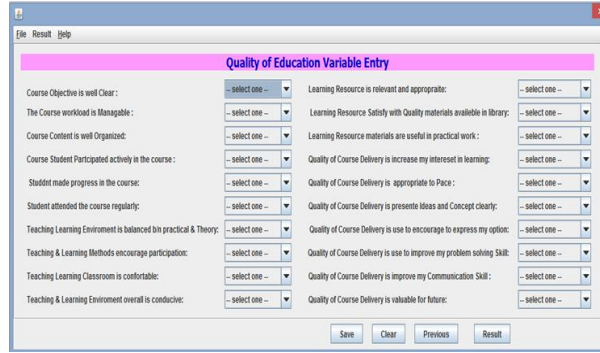 File Result Help
Quality of Education Variable Entry
Course Objective is well Clear : -- select one -- Learning Resource is relevant and appropraite: -- select one --
The Course workload is Managable : -- select one -- Learning Resource Satisfy with Quality materials available in library: -- select one --
Course Content is well Organized: -- select one -- Learning Resource materials are useful in practical work : -- select one --
Course Student Partcipated actively in the course : -- select one -- Quality of Course Delivery is increase my intereset in learning: -- select one --
Studdnt made progress in the course: -- select one -- Quality of Course Delivery is appropriate to Pace : -- select one --
Student attended the course regularly: -- select one -- Quality of Course Delivery is presente Ideas and Concept clearly: -- select one --
Teaching Learning Enviroment is balanced b/n practical & Theory: -- select one -- Quality of Course Delivery is use to encourage to express my option: -- select one --
Teaching & Learning Methods encourage participation: -- select one -- Quality of Course Delivery is use to improve my problem solving Skill: -- select one --
Teaching Learning Classroom is confortable: -- select one -- Quality of Course Delivery is improve my Communication Skill : -- select one --
Teaching & Learning Enviroment overall is conducive: -- select one -- Quality of Course Delivery is valuable for future: -- select one --
Save Clear Previous Result